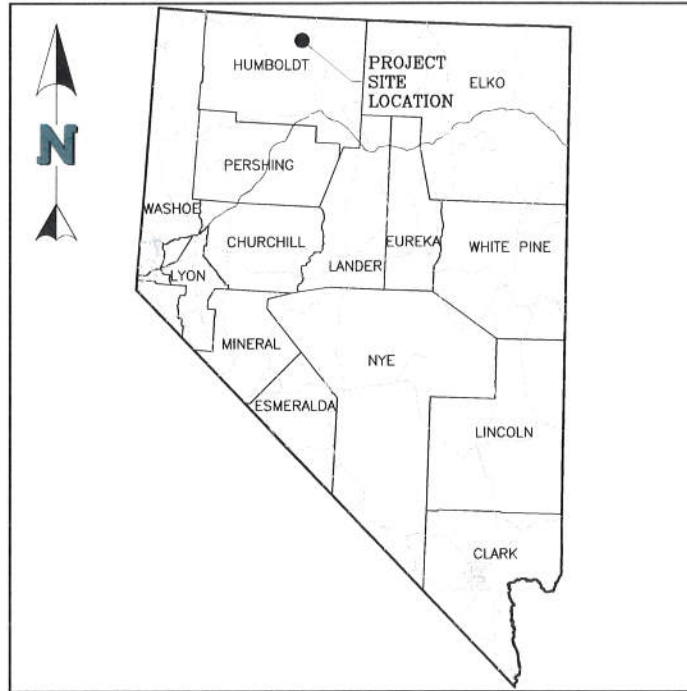 N
HUMBOLDT
PROJECT
SITE
LOCATION
ELKO
PERSHING
WASHOE
CHURCHILL
LANDER
EUREKA
WHITE PINE
LYON
MINERAL
NYE
ESMERALDA
LINCOLN
CLARK